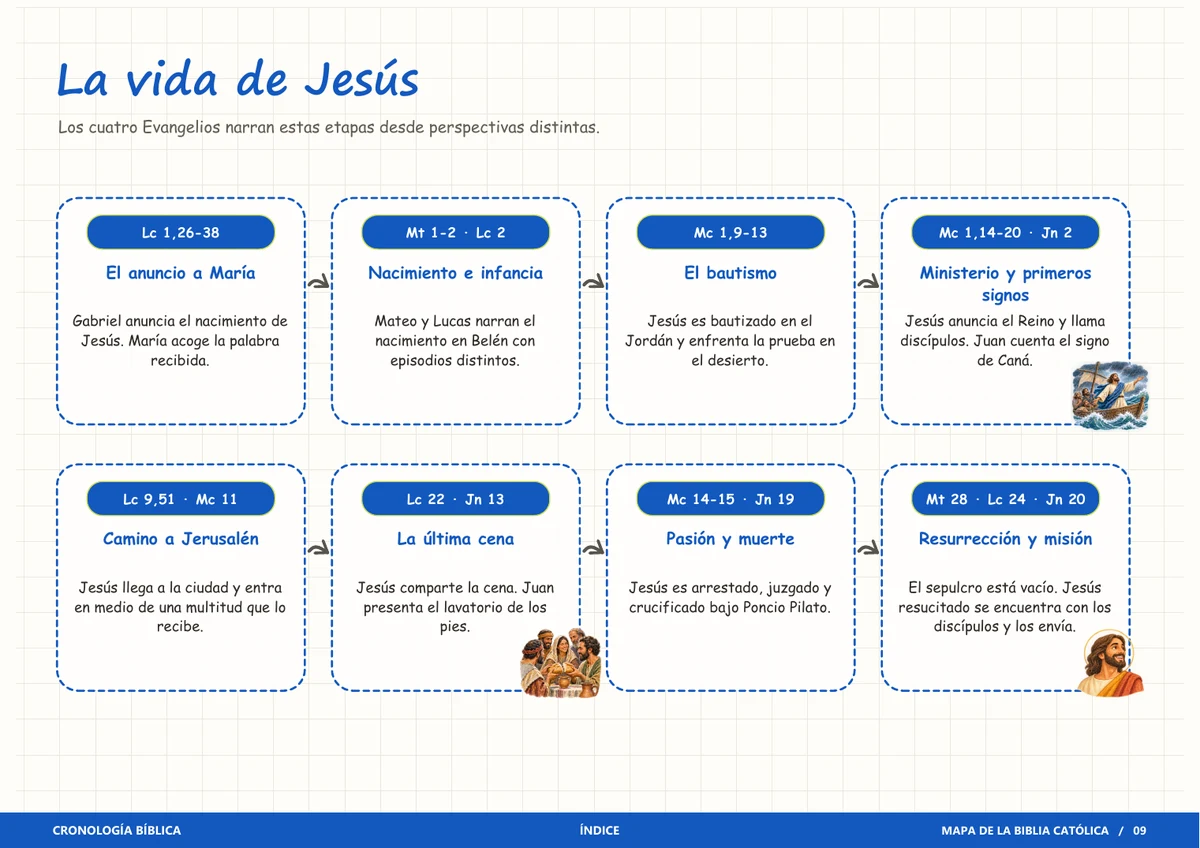 La vida de Jesús
Los cuatro Evangelios narran estas etapas desde perspectivas distintas.
Lc 1,26-38
El anuncio a María
Gabriel anuncia el nacimiento de
Jesús. María acoge la palabra
recibida.
Mt 1-2 · Lc 2
Nacimiento e infancia
Mateo y Lucas narran el
nacimiento en Belén con
episodios distintos.
Mc 1,9-13
El bautismo
Jesús es bautizado en el
Jordán y enfrenta la prueba en
el desierto.
Mc 1,14-20 · Jn 2
Ministerio y primeros
signos
Jesús anuncia el Reino y llama
discípulos. Juan cuenta el signo
de Caná.
Lc 9,51 · Mc 11
Camino a Jerusalén
Jesús llega a la ciudad y entra
en medio de una multitud que lo
recibe.
Lc 22 · Jn 13
La última cena
Jesús comparte la cena. Juan
presenta el lavatorio de los
pies.
Mc 14-15 · Jn 19
Pasión y muerte
Jesús es arrestado, juzgado y
crucificado bajo Poncio Pilato.
Mt 28 · Lc 24 · Jn 20
Resurrección y misión
El sepulcro está vacío. Jesús
resucitado se encuentra con los
discípulos y los envía.
CRONOLOGÍA BÍBLICA
ÍNDICE
MAPA DE LA BIBLIA CATÓLICA / 09